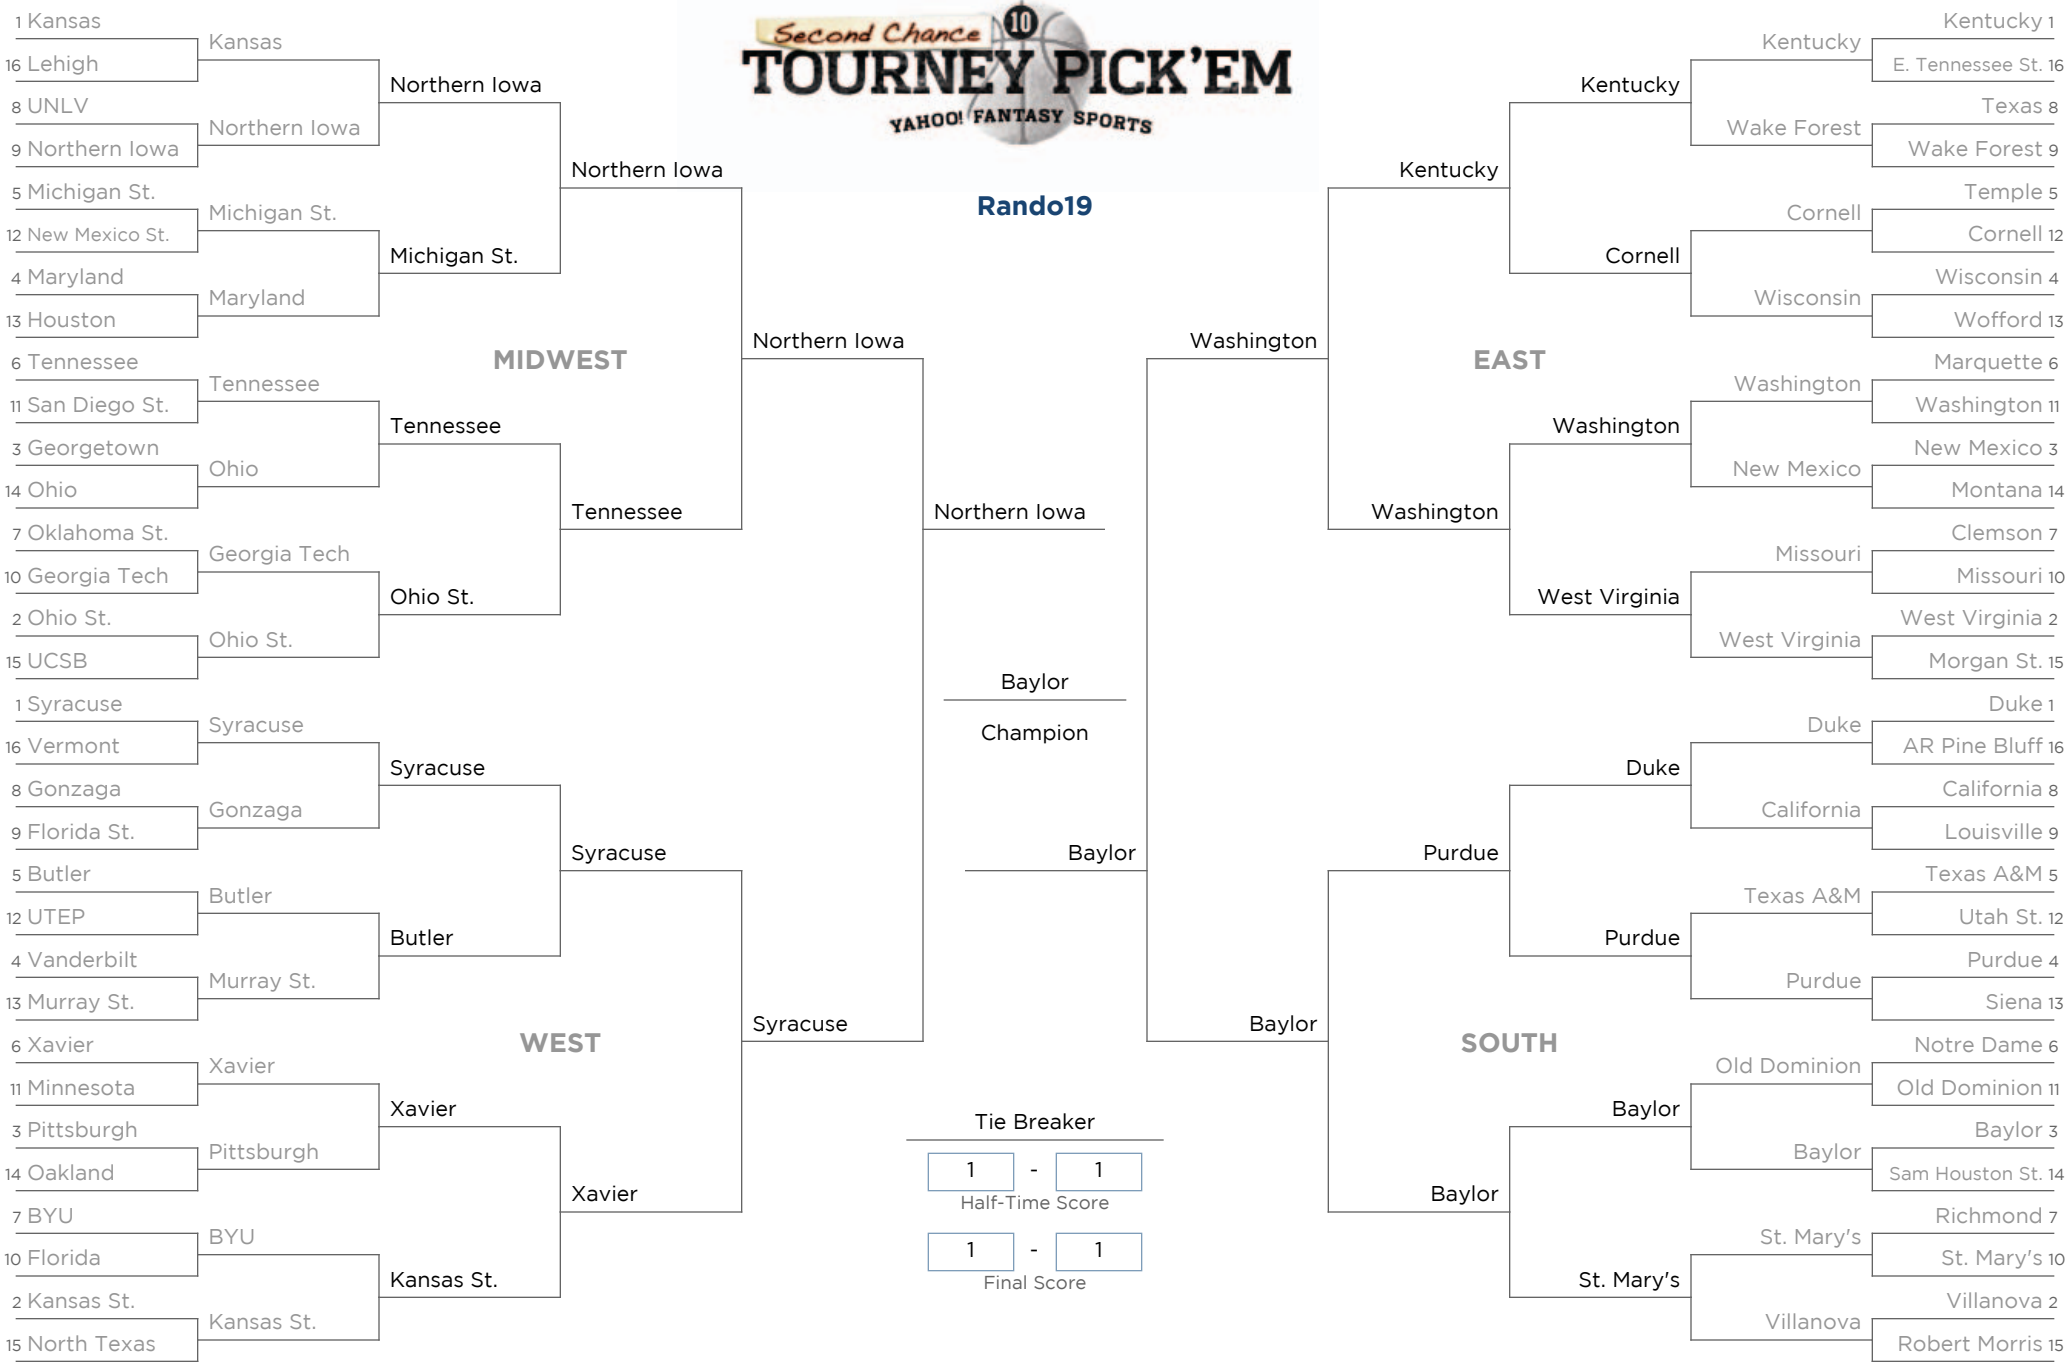 Second Chance 10
TOURNEY PICK'EM
YAHOO! FANTASY SPORTS
Rando19
1 Kansas
16 Lehigh
8 UNLV
9 Northern Iowa
5 Michigan St.
12 New Mexico St.
4 Maryland
13 Houston
6 Tennessee
11 San Diego St.
3 Georgetown
14 Ohio
7 Oklahoma St.
10 Georgia Tech
2 Ohio St.
15 UCSB
Kansas
Northern Iowa
Michigan St.
Maryland
Tennessee
Ohio
Georgia Tech
Ohio St.
Northern Iowa
Michigan St.
Tennessee
Ohio St.
Northern Iowa
Tennessee
Northern Iowa
MIDWEST
1 Syracuse
16 Vermont
8 Gonzaga
9 Florida St.
5 Butler
12 UTEP
4 Vanderbilt
13 Murray St.
6 Xavier
11 Minnesota
3 Pittsburgh
14 Oakland
7 BYU
10 Florida
2 Kansas St.
15 North Texas
Syracuse
Gonzaga
Butler
Murray St.
Xavier
Pittsburgh
BYU
Kansas St.
Syracuse
Butler
Xavier
Kansas St.
Syracuse
Xavier
Syracuse
WEST
Northern Iowa
Baylor
Champion
Baylor
Tie Breaker
1 - 1
Half-Time Score
1 - 1
Final Score
Kentucky 1
E. Tennessee St. 16
Texas 8
Wake Forest 9
Temple 5
Cornell 12
Wisconsin 4
Wofford 13
Marquette 6
Washington 11
New Mexico 3
Montana 14
Clemson 7
Missouri 10
West Virginia 2
Morgan St. 15
Kentucky
Wake Forest
Cornell
Wisconsin
Washington
New Mexico
Missouri
West Virginia
Kentucky
Cornell
Washington
West Virginia
Kentucky
Washington
Washington
EAST
Duke 1
AR Pine Bluff 16
California 8
Louisville 9
Texas A&M 5
Utah St. 12
Purdue 4
Siena 13
Notre Dame 6
Old Dominion 11
Baylor 3
Sam Houston St. 14
Richmond 7
St. Mary's 10
Villanova 2
Robert Morris 15
Duke
California
Texas A&M
Purdue
Old Dominion
Baylor
St. Mary's
Villanova
Duke
Purdue
Baylor
St. Mary's
Purdue
Baylor
Baylor
SOUTH